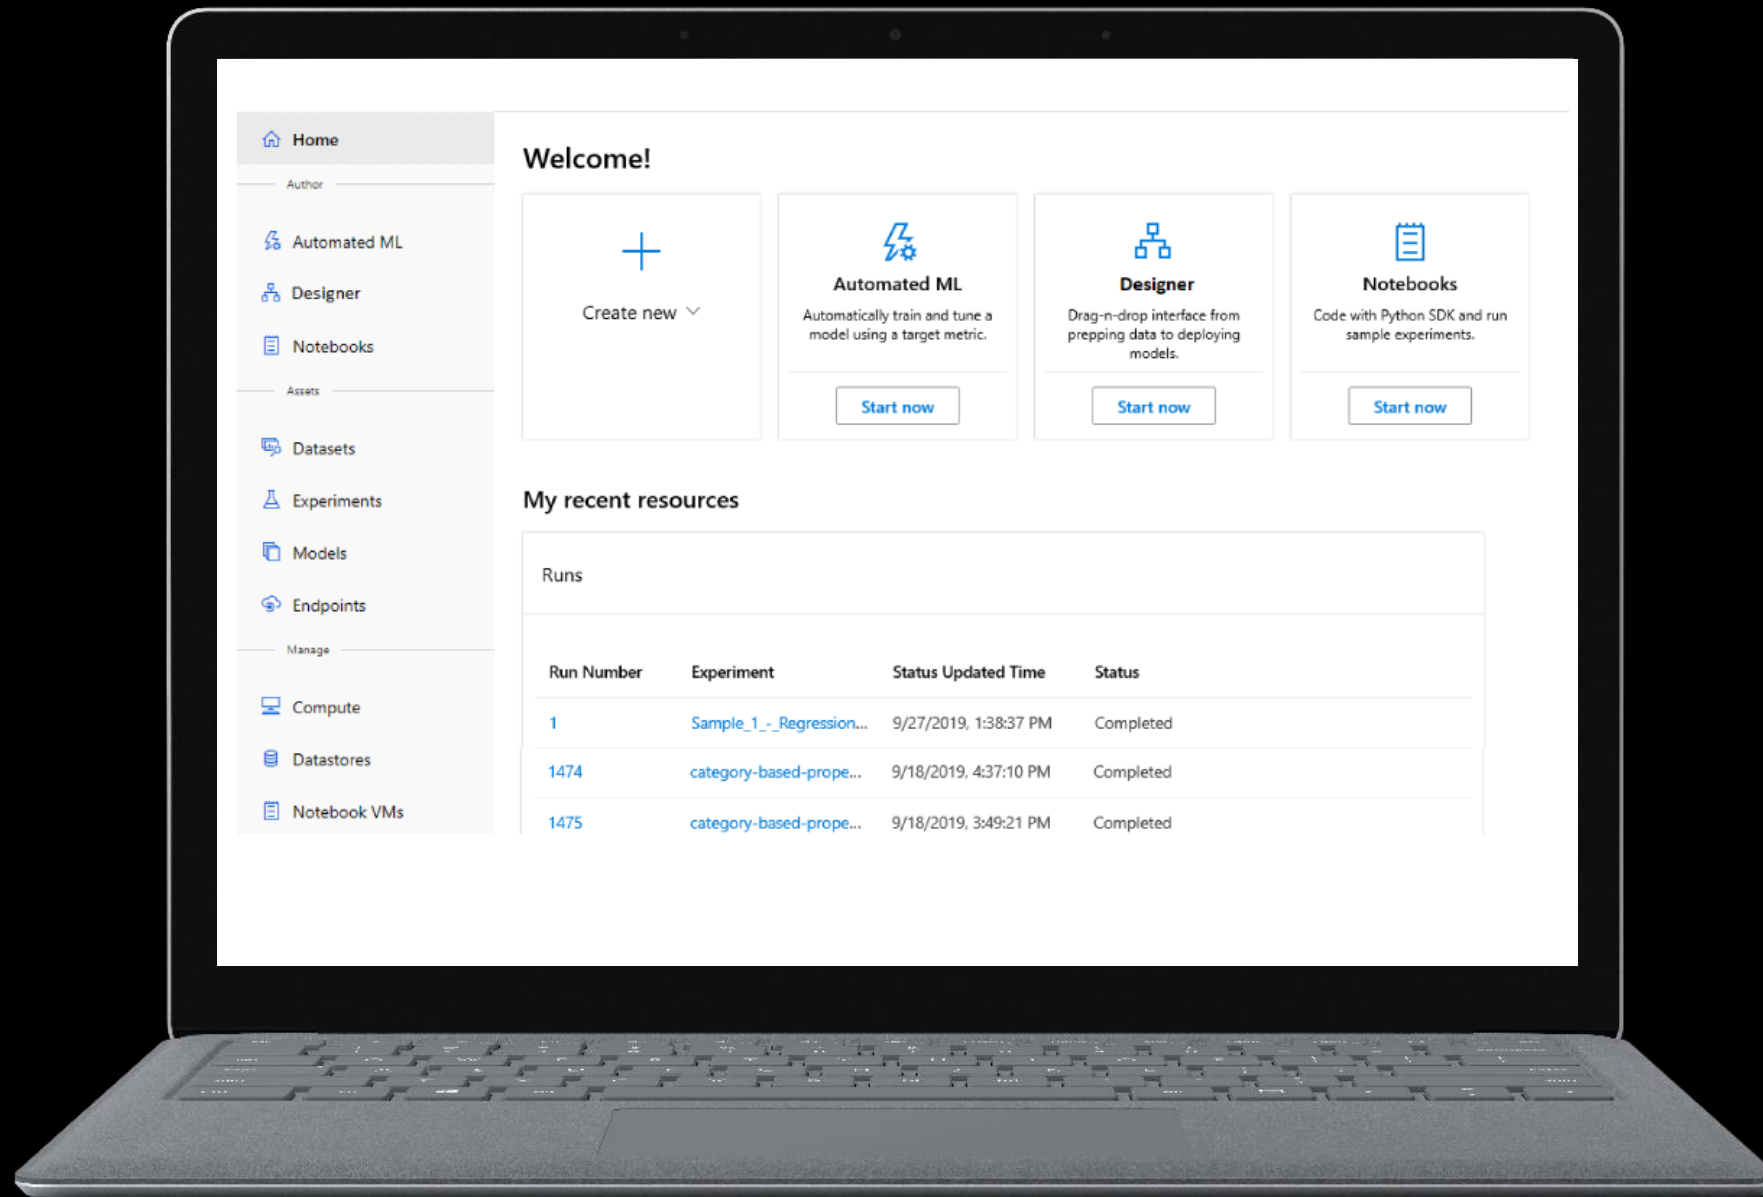 Home
Author
Automated ML
Designer
Notebooks
Assets
Datasets
Experiments
Models
Endpoints
Manage
Compute
Datastores
Notebook VMs
Welcome!
Create new
Automated ML
Automatically train and tune a
model using a target metric.
Start now
Designer
Drag-n-drop interface from
prepping data to deploying
models.
Start now
Notebooks
Code with Python SDK and run
sample experiments.
Start now
My recent resources
Runs
Run Number Experiment Status Updated Time Status
1 Sample_1_-_Regression... 9/27/2019, 1:38:37 PM Completed
1474 category-based-prope... 9/18/2019, 4:37:10 PM Completed
1475 category-based-prope... 9/18/2019, 3:49:21 PM Completed